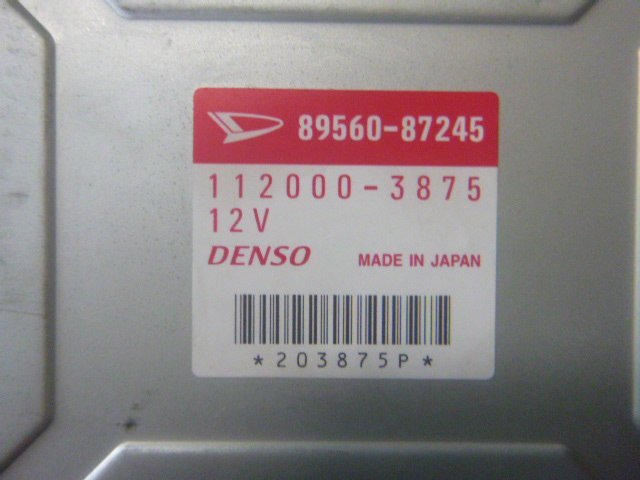 89560-87245
112000-3875
12V
DENSO MADE IN JAPAN
*203875P*